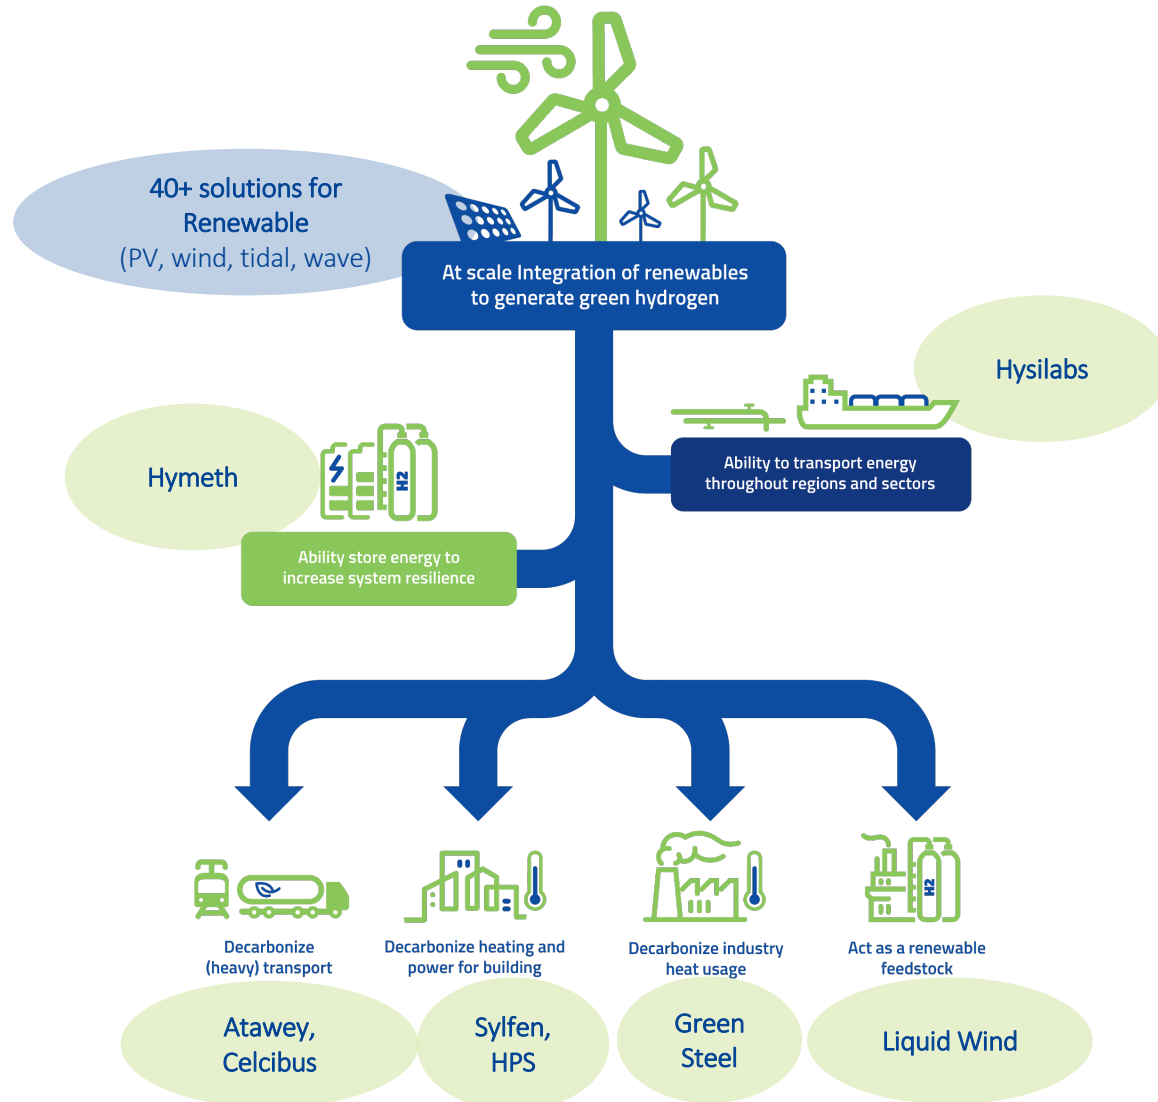 40+ solutions for
Renewable
(PV, wind, tidal, wave)
At scale Integration of renewables
to generate green hydrogen
Hysilabs
Ability to transport energy
throughout regions and sectors
Hymeth
H2
Ability store energy to
increase system resilience
H2
Decarbonize
(heavy) transport
Decarbonize heating and
power for building
Decarbonize industry
heat usage
Act as a renewable
feedstock
Atawey,
Celcibus
Sylfen,
HPS
Green
Steel
Liquid Wind